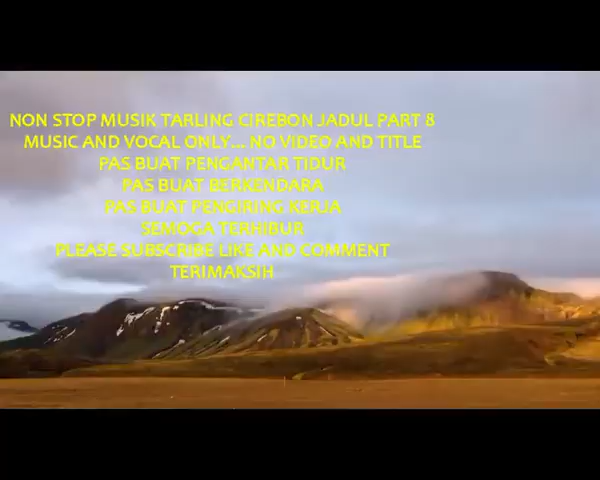 NON STOP MUSIK TARLING CIREBON JADUL PART 8
MUSIC AND VOCAL ONLY... NO VIDEO AND TITLE
PAS BUAT PENGANTAR TIDUR
PAS BUAT BERKENDARA
PAS BUAT PENGIRING KERJA
SEMOGA TERHIBUR
PLEASE SUBSCRIBE LIKE AND COMMENT
TERIMAKSIH